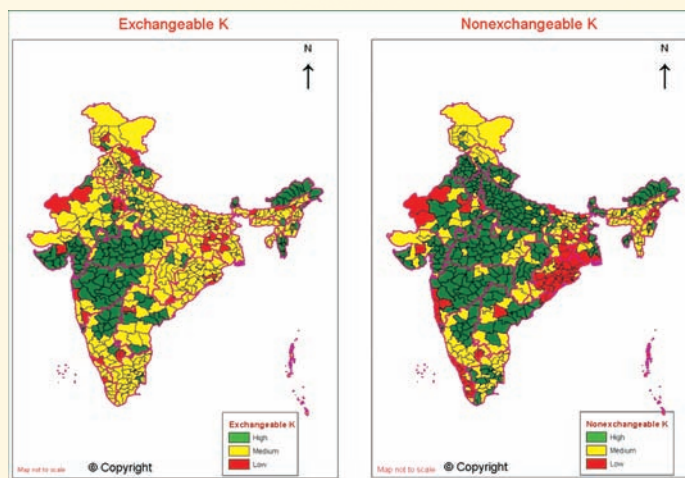 Exchangeable K
N
Exchangeable K
High
Medium
Low
Map not to scale
© Copyright
Nonexchangeable K
N
Nonexchangeable K
High
Medium
Low
Map not to scale
© Copyright